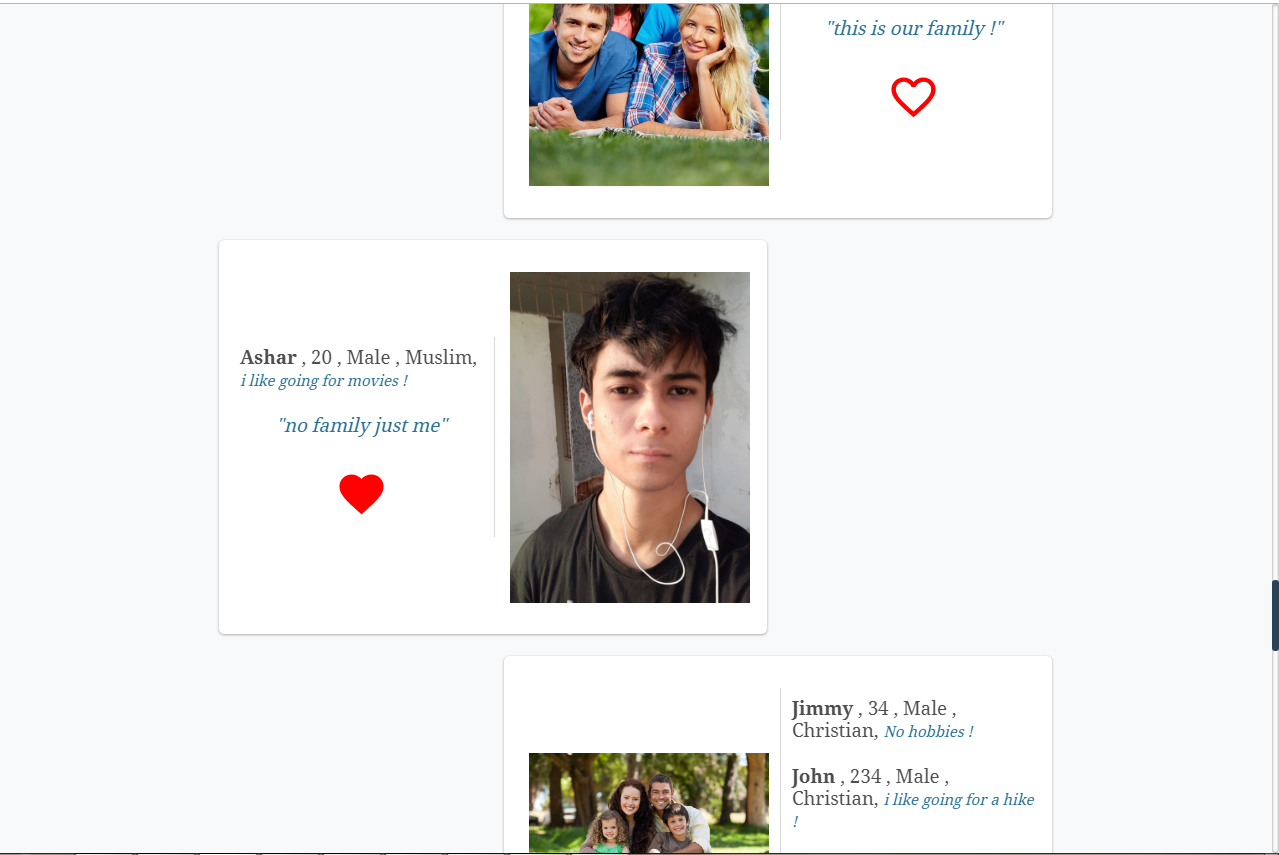 "this is our family !"
Ashar , 20 , Male , Muslim,
i like going for movies !
"no family just me"
Jimmy , 34 , Male ,
Christian, No hobbies !
John , 234 , Male ,
Christian, i like going for a hike
!